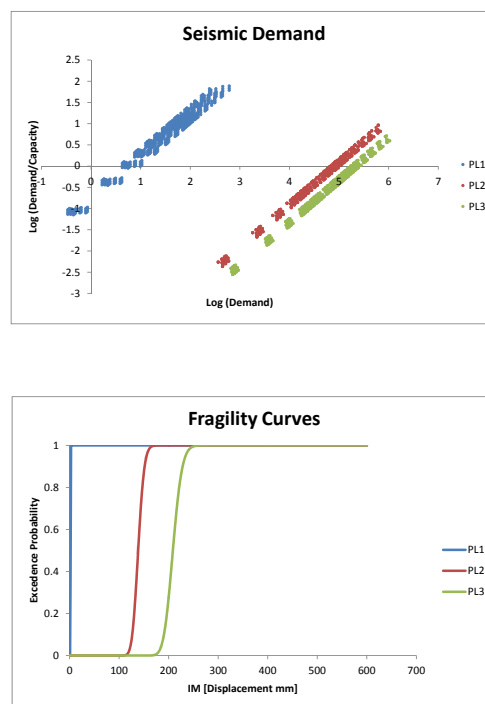 Seismic Demand
2.5
2
1.5
1
0.5
0
-0.5
-1
-1.5
-2
-2.5
-3
-1 0 1 2 3 4 5 6 7
Log (Demand/Capacity)
Log (Demand)
PL1
PL2
PL3
Fragility Curves
1
0.8
0.6
0.4
0.2
0
0 100 200 300 400 500 600 700
Excedence Probability
IM [Displacement mm]
PL1
PL2
PL3